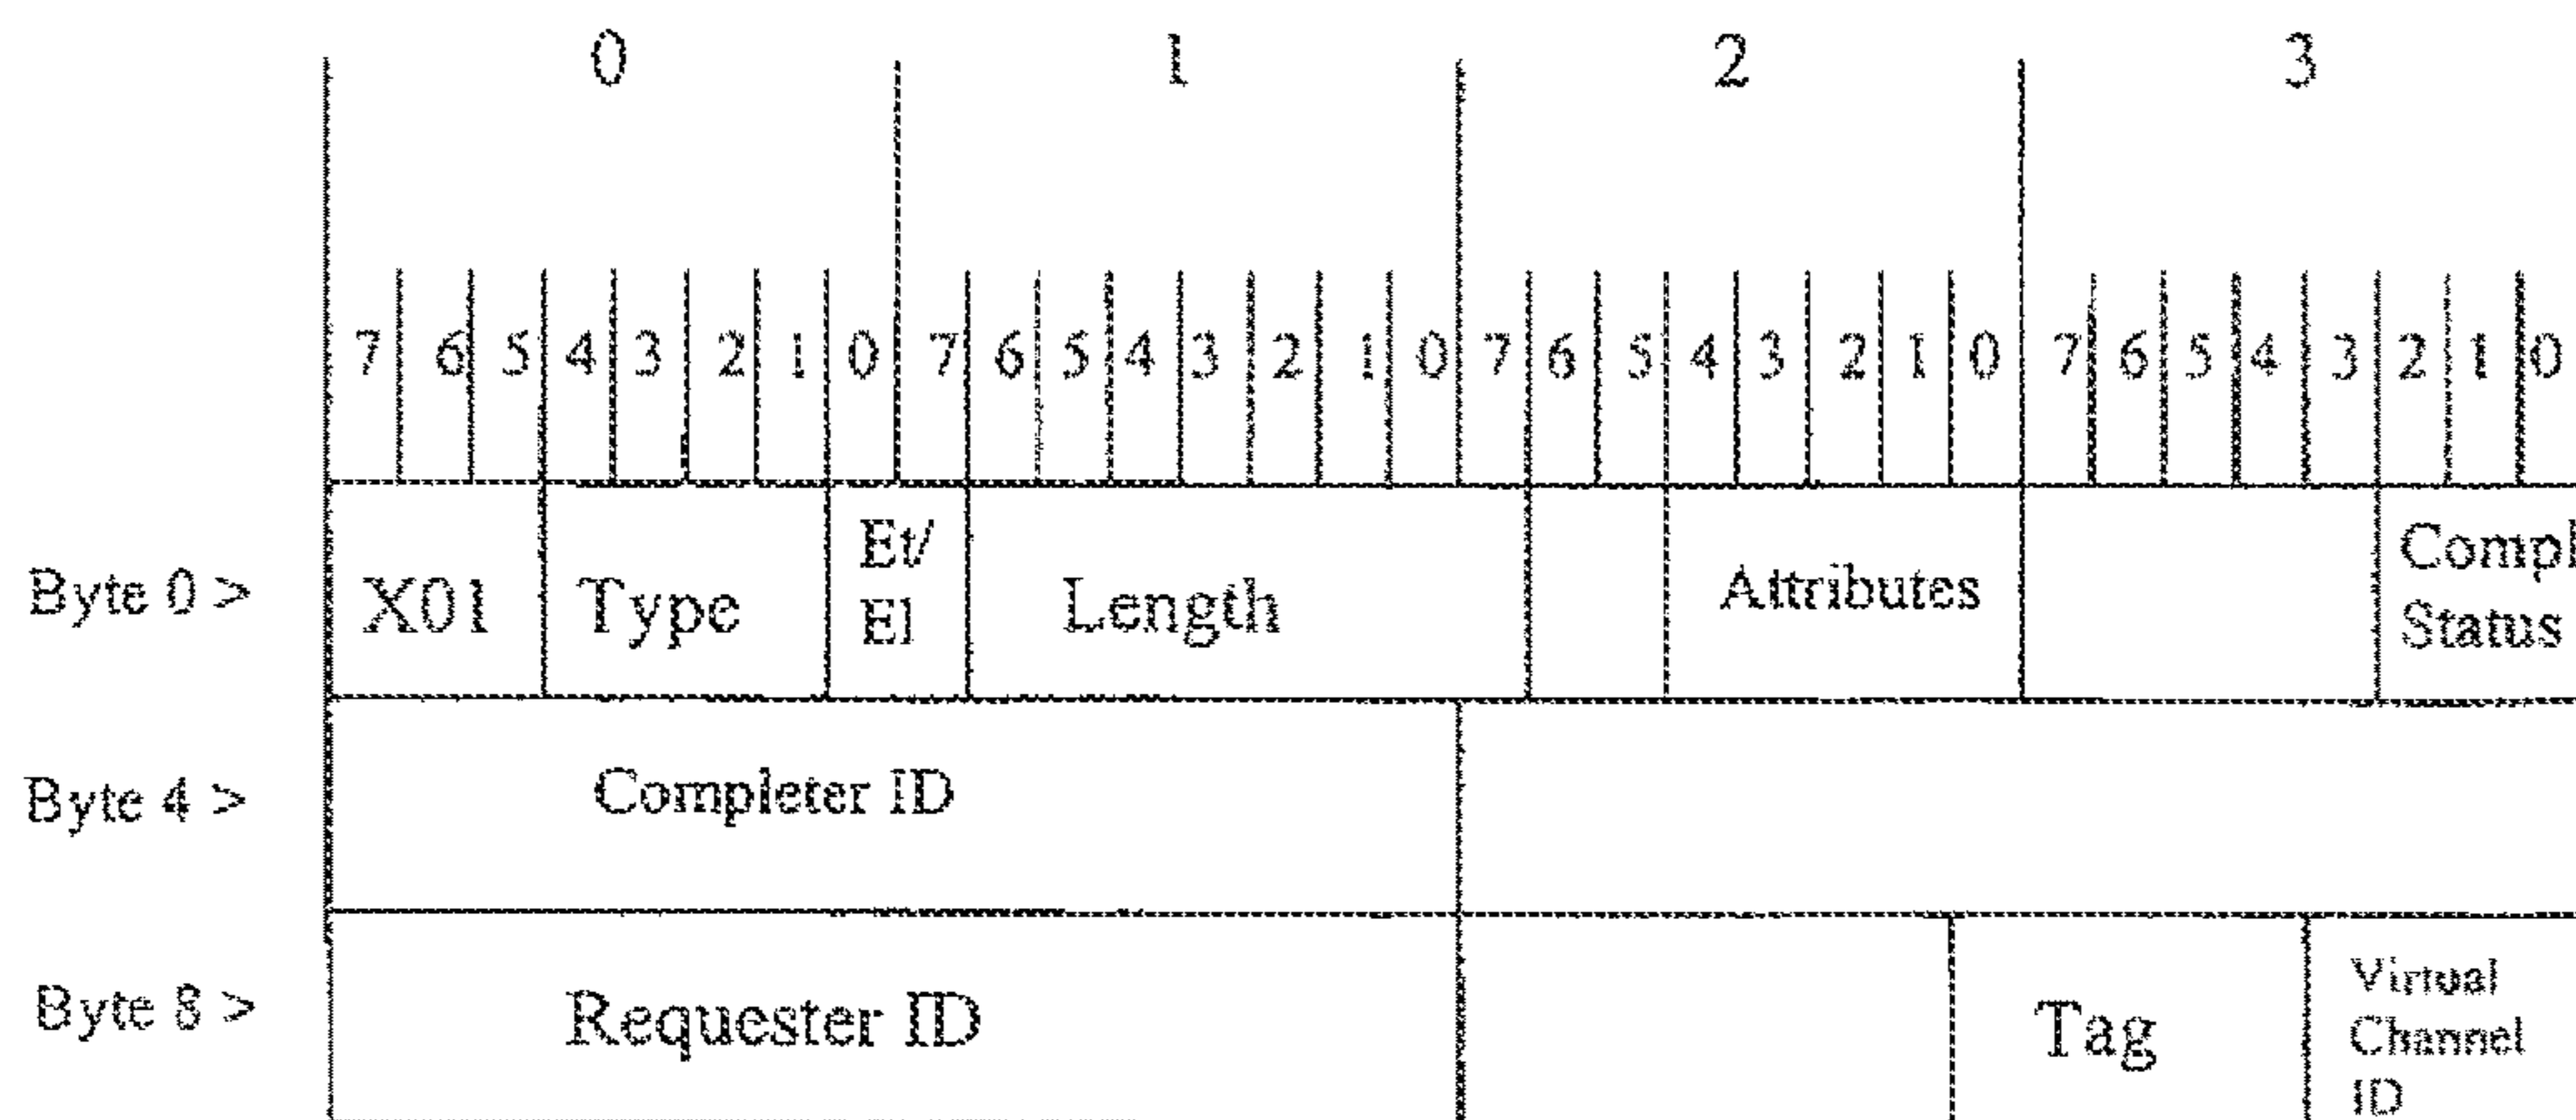 0 1 2 3
7 6 5 4 3 2 1 0 7 6 5 4 3 2 1 0 7 6 5 4 3 2 1 0 7 6 5 4 3 2 1 0
Byte 0 >
X01
Type
Et/
El
Length
Attributes
Compl
Status
Byte 4 >
Completer ID
Byte 8 >
Requester ID
Tag
Virtual
Channel
ID